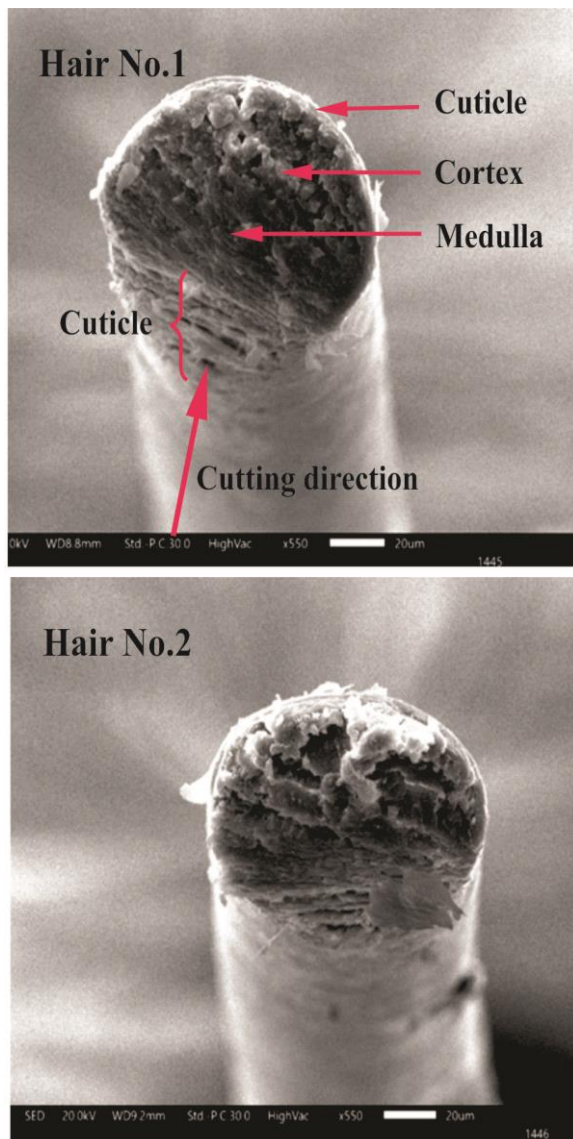 Hair No.1
Cuticle
Cortex
Medulla
Cuticle
Cutting direction
0kV WD8.8mm Std.-P.C 30.0 HighVac x550 20um
1445
Hair No.2
SED 20.0kV WD9.2mm Std.-P.C 30.0 HighVac x550 20um
1446